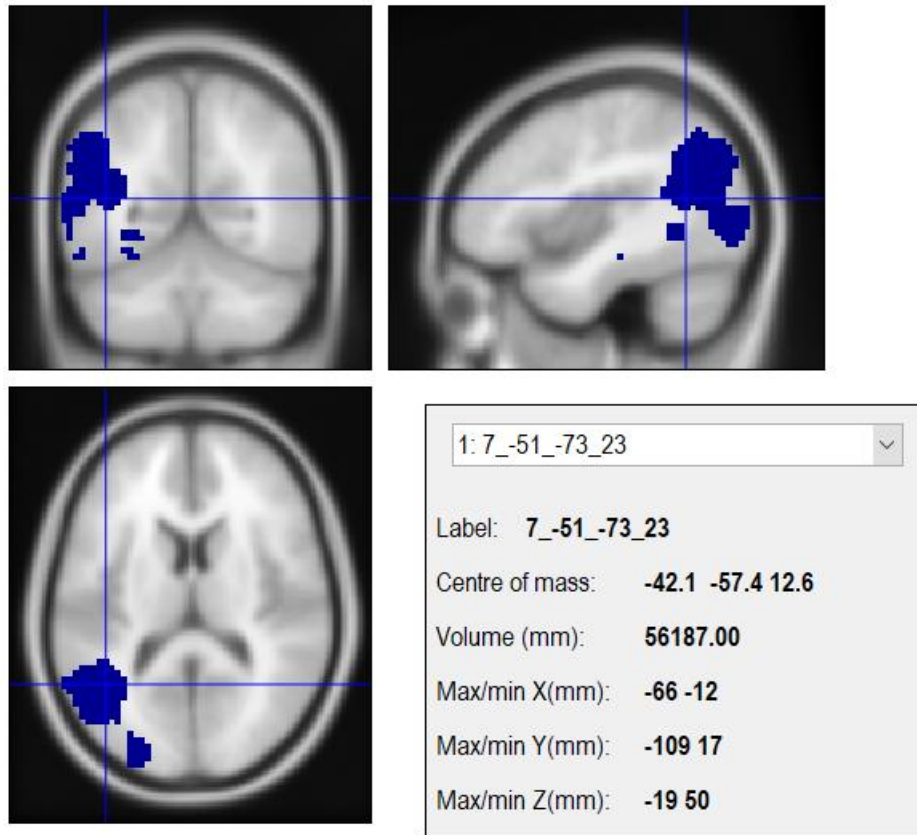 1: 7_-51_-73_23
Label: 7_-51_-73_23
Centre of mass: -42.1 -57.4 12.6
Volume (mm): 56187.00
Max/min X(mm): -66 -12
Max/min Y(mm): -109 17
Max/min Z(mm): -19 50